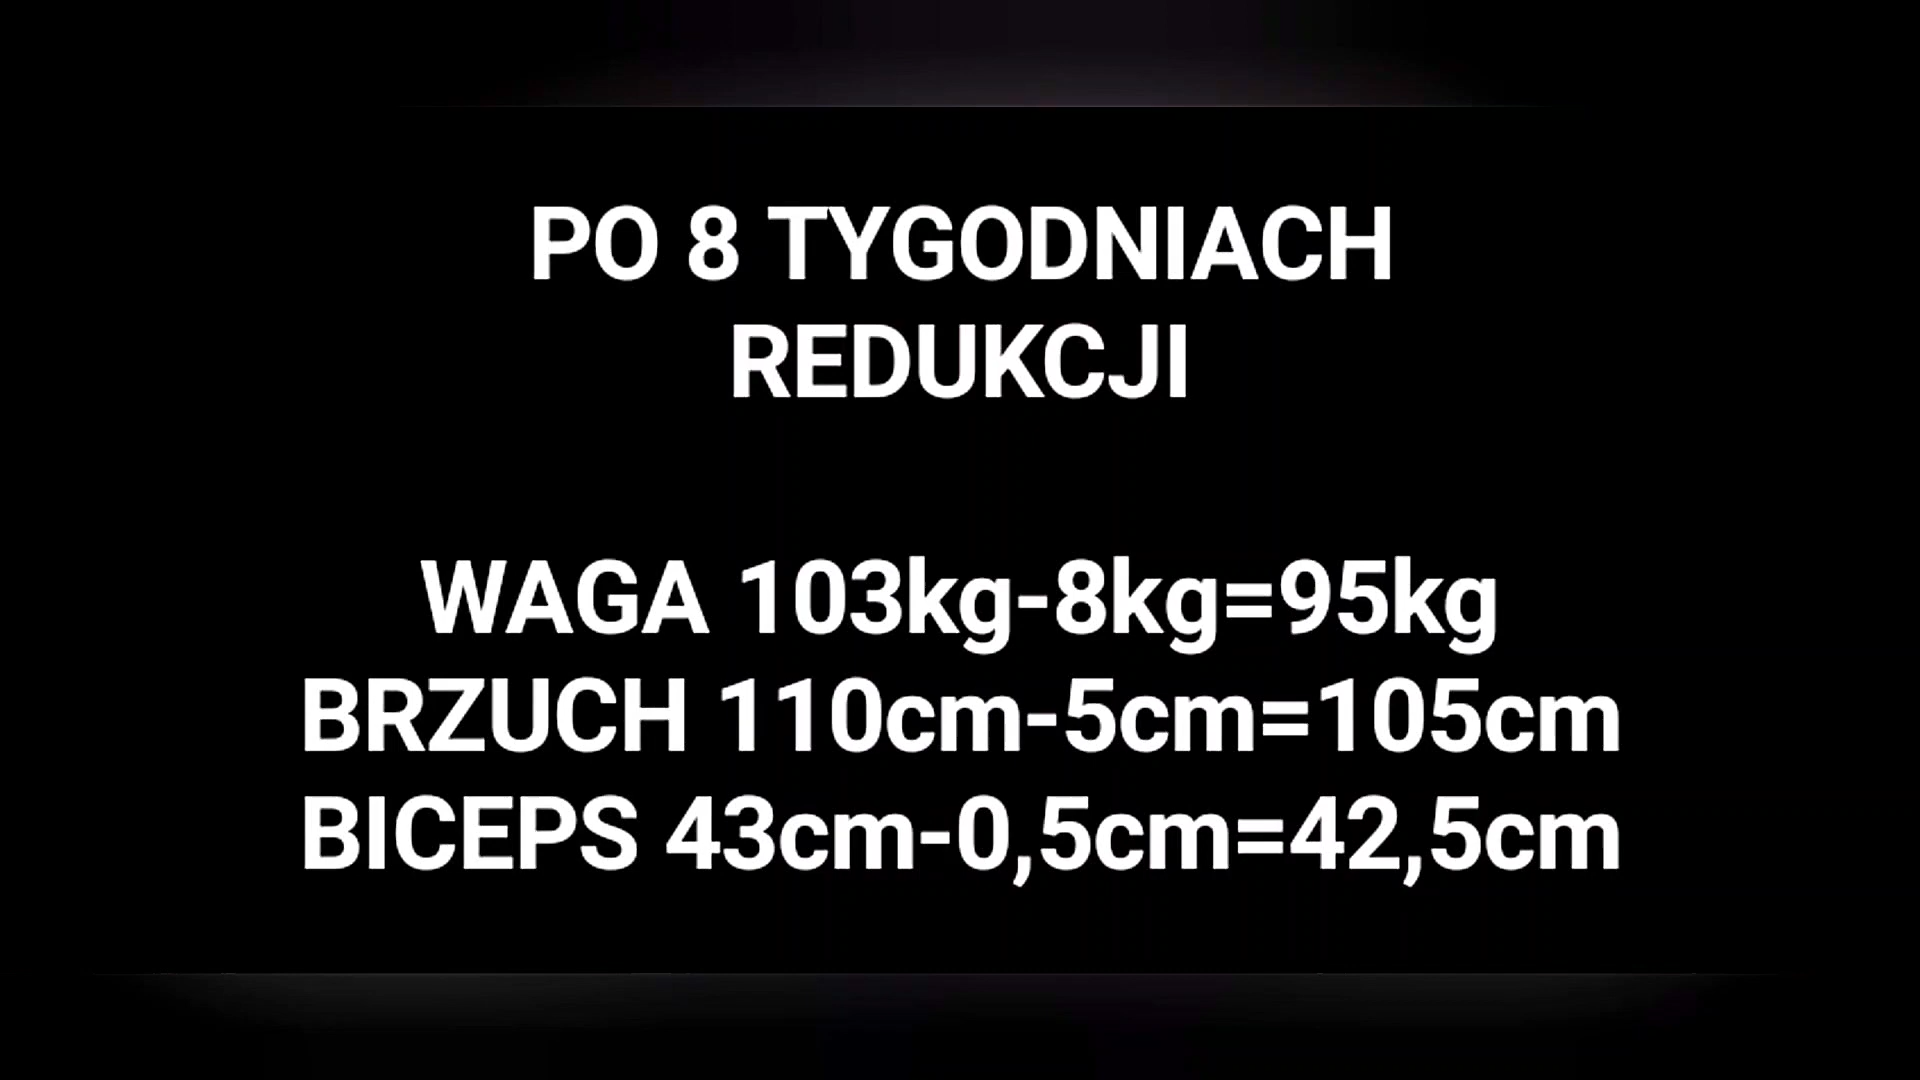 PO 8 TYGODNIACH
REDUKCJI
WAGA 103kg-8kg=95kg
BRZUCH 110cm-5cm=105cm
BICEPS 43cm-0,5cm=42,5cm